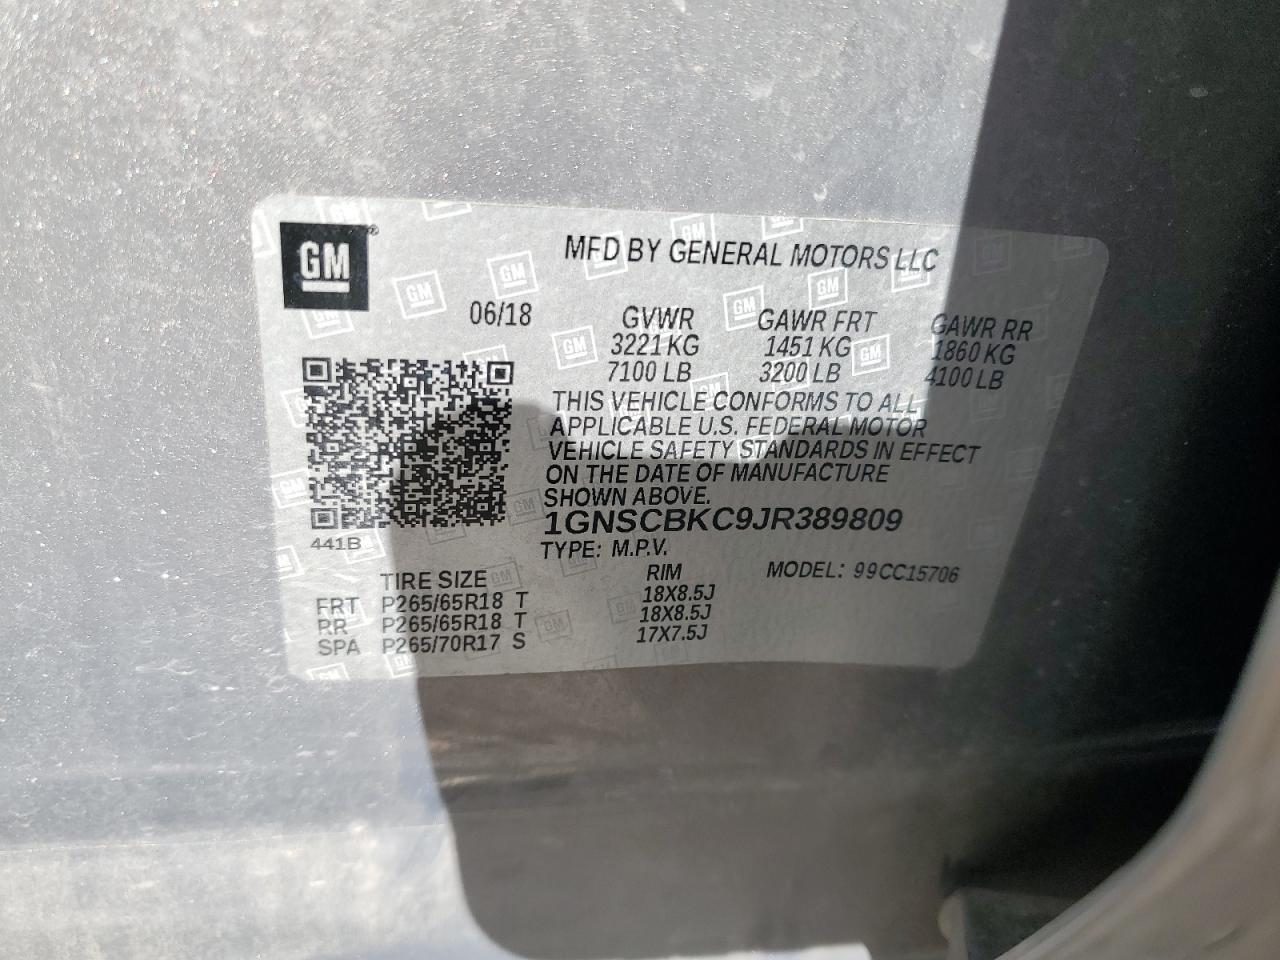 GM®
MFD BY GENERAL MOTORS LLC
06/18 GVWR GAWR FRT GAWR RR
3221 KG 1451 KG 1860 KG
7100 LB 3200 LB 4100 LB
THIS VEHICLE CONFORMS TO ALL
APPLICABLE U.S. FEDERAL MOTOR
VEHICLE SAFETY STANDARDS IN EFFECT
ON THE DATE OF MANUFACTURE
SHOWN ABOVE.
1GNSCBKC9JR389809
441B
TYPE: M.P.V.
MODEL: 99CC15706
TIRE SIZE RIM
FRT P265/65R18 T 18X8.5J
RR P265/65R18 T 18X8.5J
SPA P265/70R17 S 17X7.5J